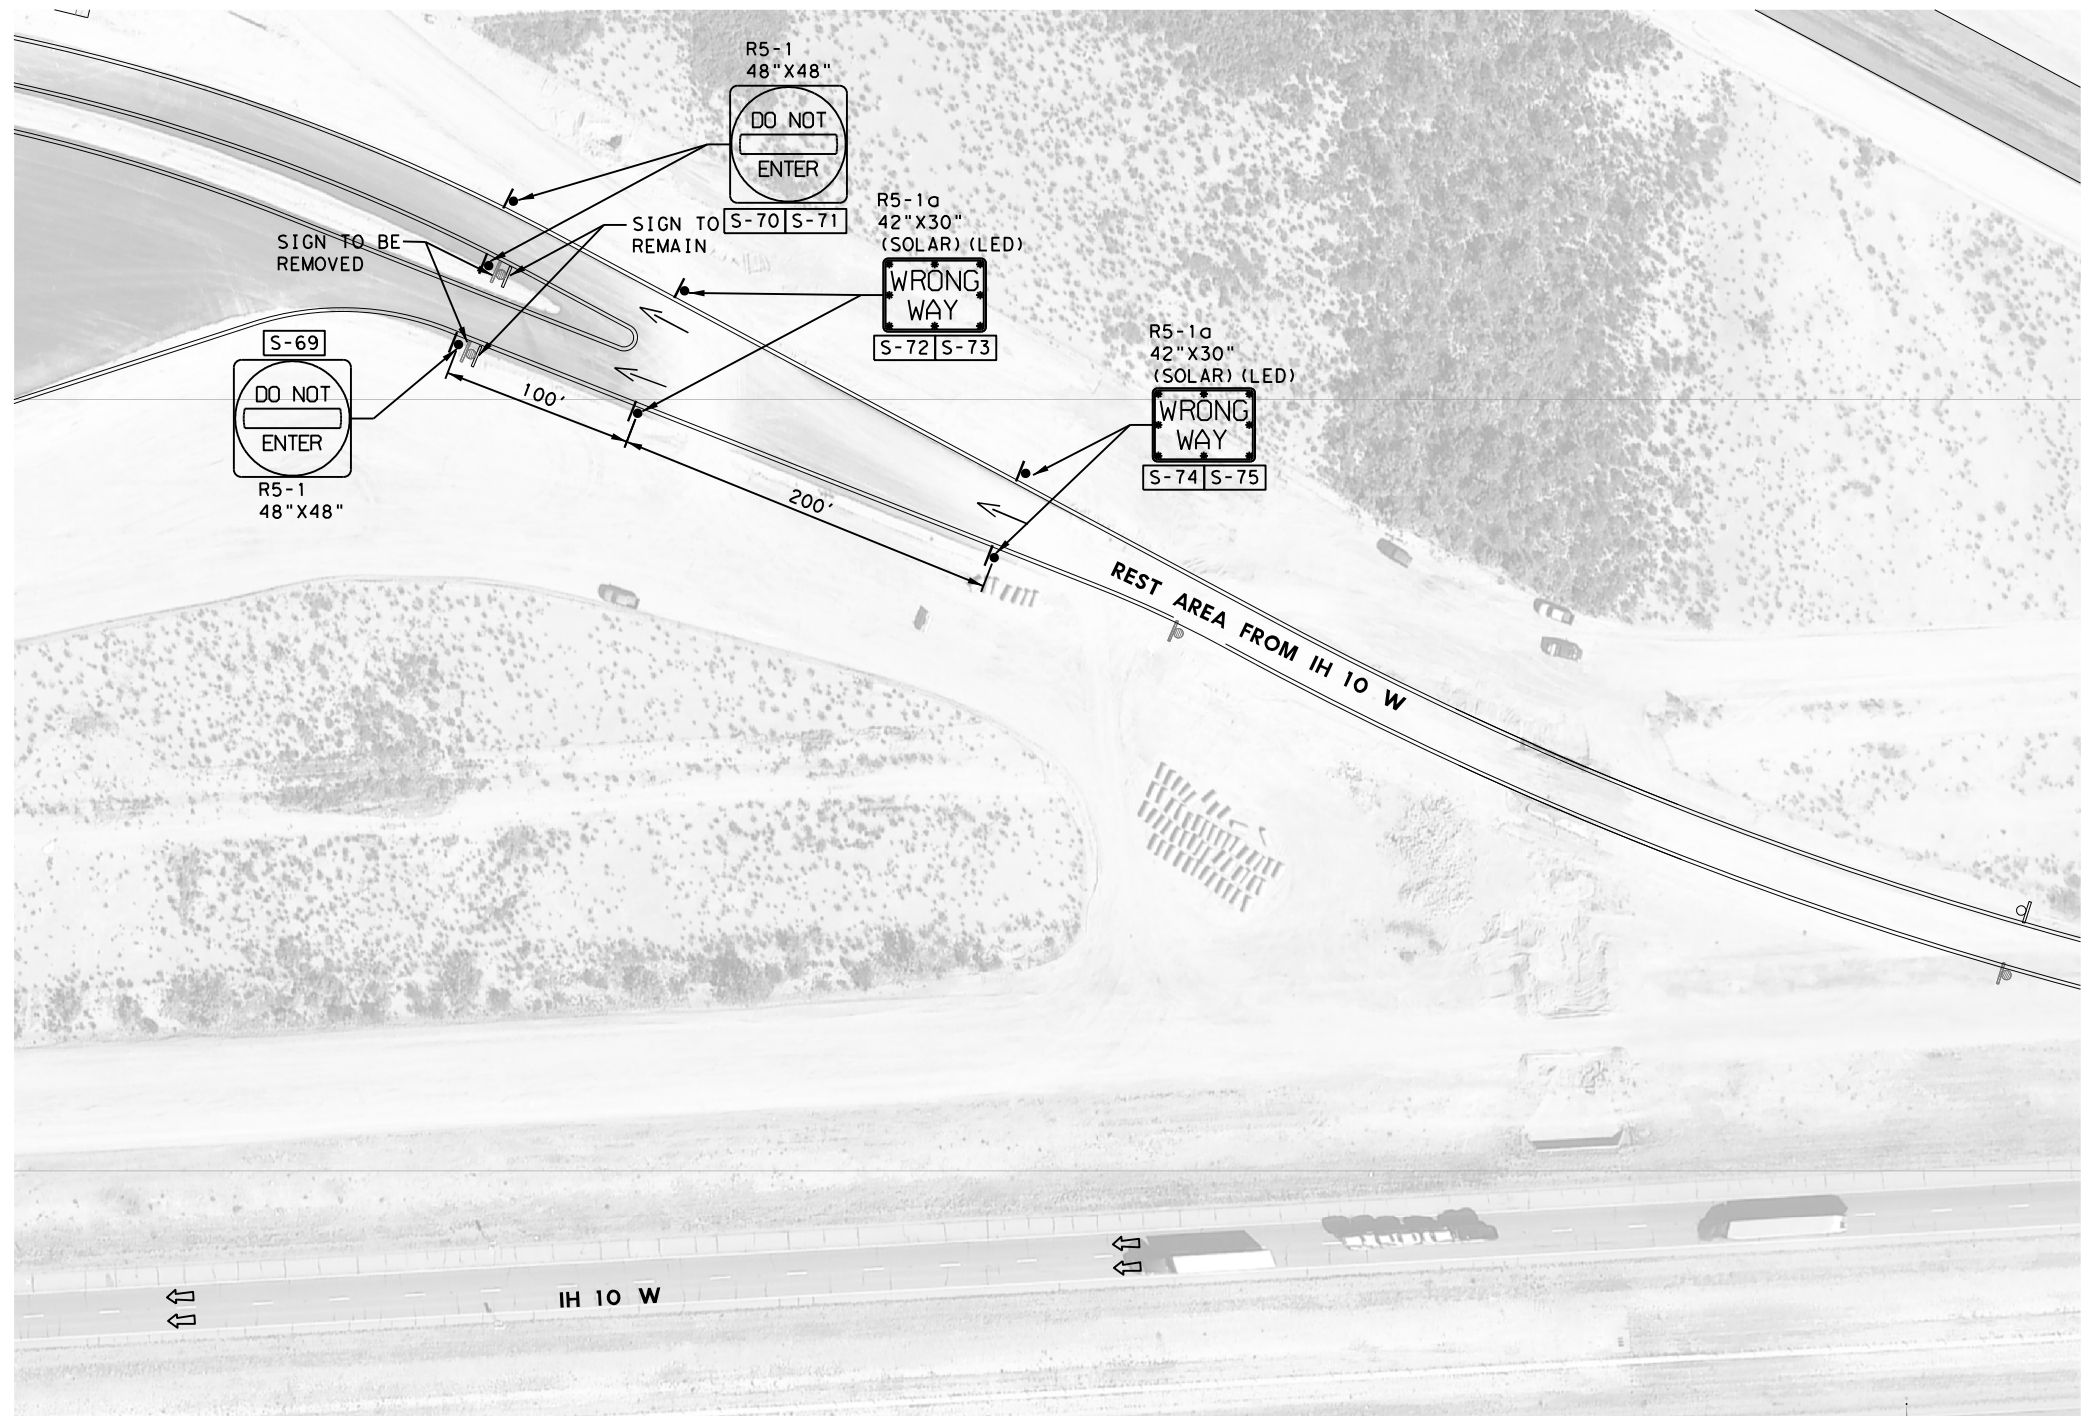 R5-1
48"X48"
DO NOT
ENTER
S-70 S-71
SIGN TO
REMAIN
SIGN TO BE
REMOVED
R5-1a
42"X30"
(SOLAR) (LED)
WRONG
WAY
S-72 S-73
S-69
DO NOT
ENTER
R5-1
48"X48"
100'
200'
R5-1a
42"X30"
(SOLAR) (LED)
WRONG
WAY
S-74 S-75
REST AREA FROM IH 10 W
IH 10 W